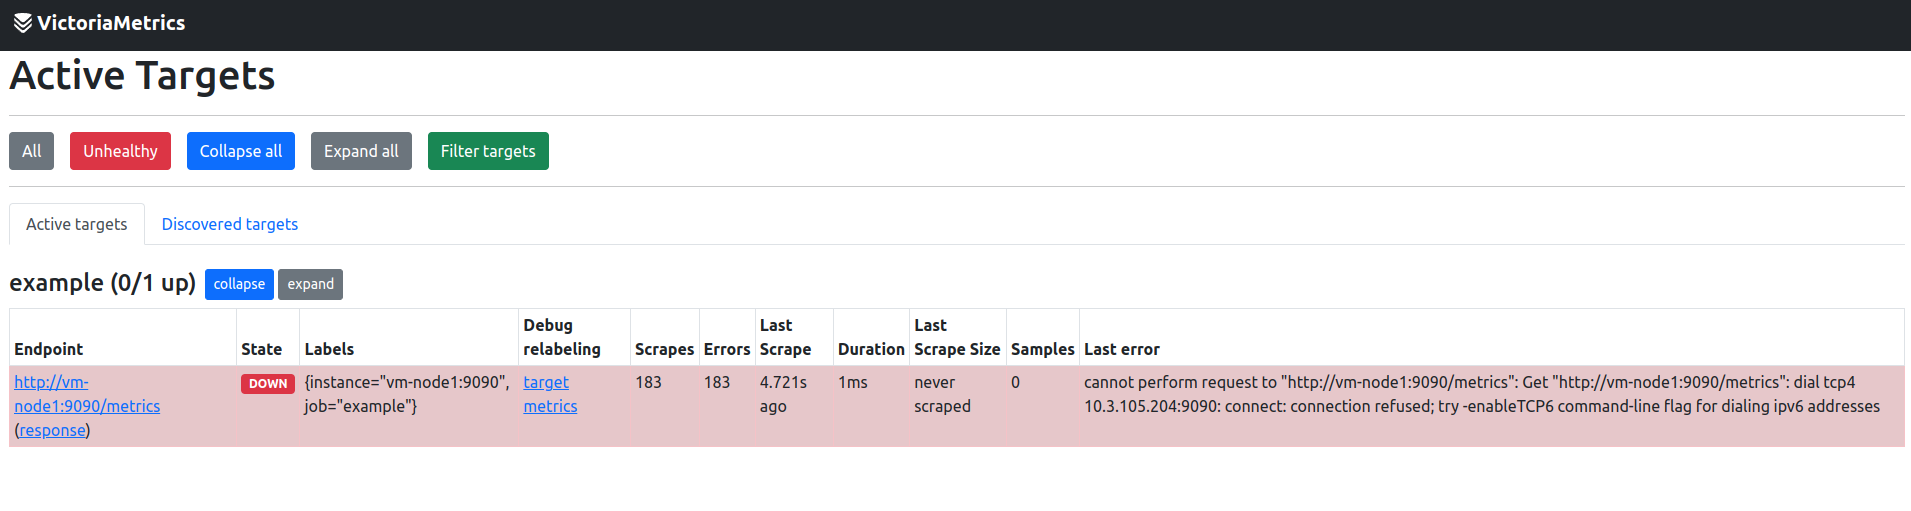 VictoriaMetrics
Active Targets
All Unhealthy Collapse all Expand all Filter targets
Active targets Discovered targets
example (0/1 up) collapse expand
Endpoint State Labels Debug relabeling Scrapes Errors Last Scrape Duration Last Scrape Size Samples Last error
http://vm-
node1:9090/metrics
(response)
DOWN
{instance="vm-node1:9090",
job="example"}
target
metrics
183
183
4.721s
ago
1ms
never
scraped
0
cannot perform request to "http://vm-node1:9090/metrics": Get "http://vm-node1:9090/metrics": dial tcp4
10.3.105.204:9090: connect: connection refused; try -enableTCP6 command-line flag for dialing ipv6 addresses